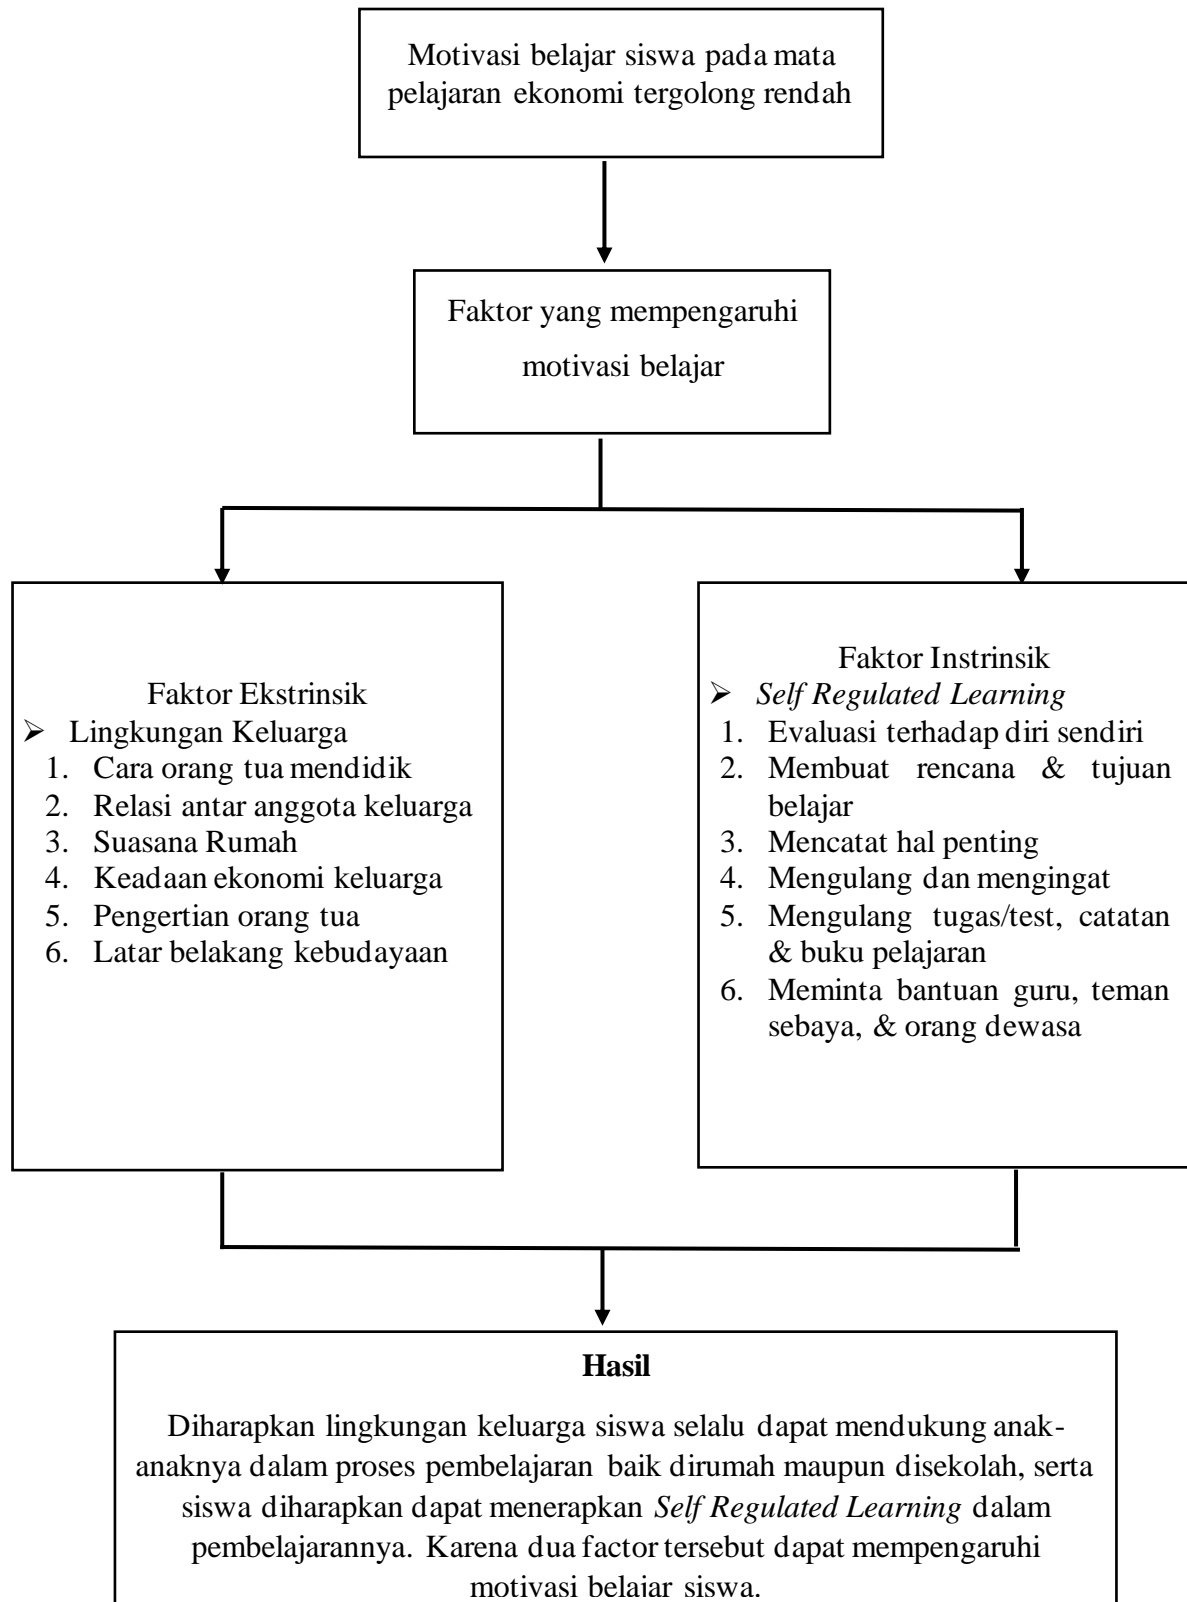 Motivasi belajar siswa pada mata
pelajaran ekonomi tergolong rendah
Faktor yang mempengaruhi
motivasi belajar
Faktor Ekstrinsik
➢ Lingkungan Keluarga
1. Cara orang tua mendidik
2. Relasi antar anggota keluarga
3. Suasana Rumah
4. Keadaan ekonomi keluarga
5. Pengertian orang tua
6. Latar belakang kebudayaan
Faktor Instrinsik
➢ Self Regulated Learning
1. Evaluasi terhadap diri sendiri
2. Membuat rencana & tujuan
belajar
3. Mencatat hal penting
4. Mengulang dan mengingat
5. Mengulang tugas/test, catatan
& buku pelajaran
6. Meminta bantuan guru, teman
sebaya, & orang dewasa
Hasil
Diharapkan lingkungan keluarga siswa selalu dapat mendukung anak-
anaknya dalam proses pembelajaran baik dirumah maupun disekolah, serta
siswa diharapkan dapat menerapkan Self Regulated Learning dalam
pembelajarannya. Karena dua factor tersebut dapat mempengaruhi
motivasi belajar siswa.